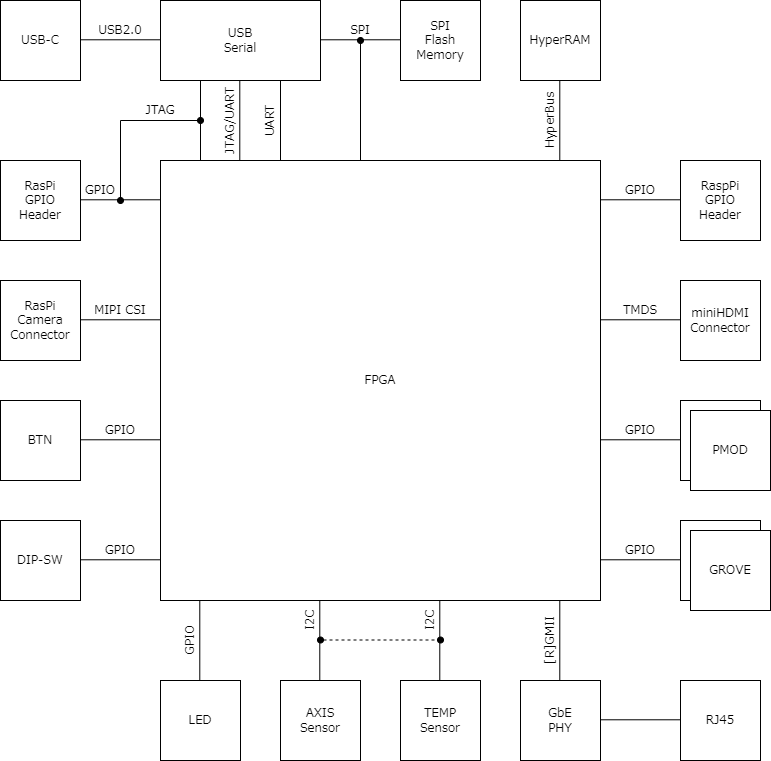 USB-C
USB2.0
USB
Serial
SPI
SPI
Flash
Memory
HyperRAM
JTAG
JTAG/UART
UART
HyperBus
RasPi
GPIO
Header
GPIO
GPIO
RaspPi
GPIO
Header
RasPi
Camera
Connector
MIPI CSI
TMDS
miniHDMI
Connector
FPGA
BTN
GPIO
GPIO
PMOD
DIP-SW
GPIO
GPIO
GROVE
GPIO
I2C
I2C
[R]GMII
LED
AXIS
Sensor
TEMP
Sensor
GbE
PHY
RJ45